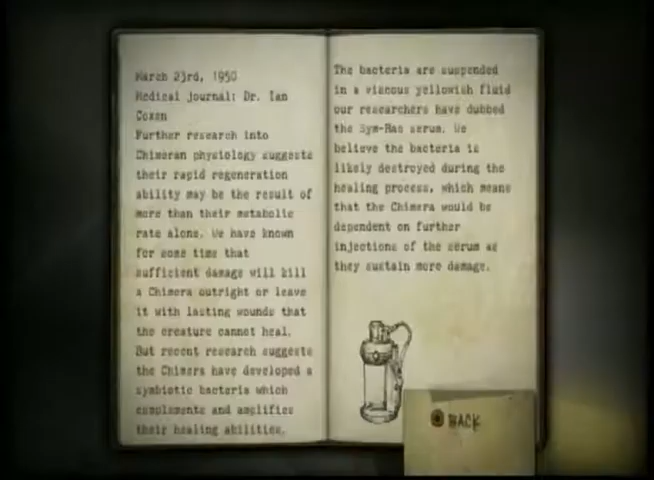 March 23rd, 1950
Medical journal: Dr. Ian
Coxen
Further research into
Chimeran physiology suggests
their rapid regeneration
ability may be the result of
more than their metabolic
rate alone. We have known
for some time that
sufficient damage will kill
a Chimera outright or leave
it with lasting wounds that
the creature cannot heal.
But recent research suggests
the Chimera have developed a
symbiotic bacteria which
complements and amplifies
their healing abilities.
The bacteria are suspended
in a viscous yellowish fluid
our researchers have dubbed
the Sym-Bac serum. We
believe the bacteria is
likely destroyed during the
healing process, which means
that the Chimera would be
dependent on further
injections of the serum as
they sustain more damage.
BACK